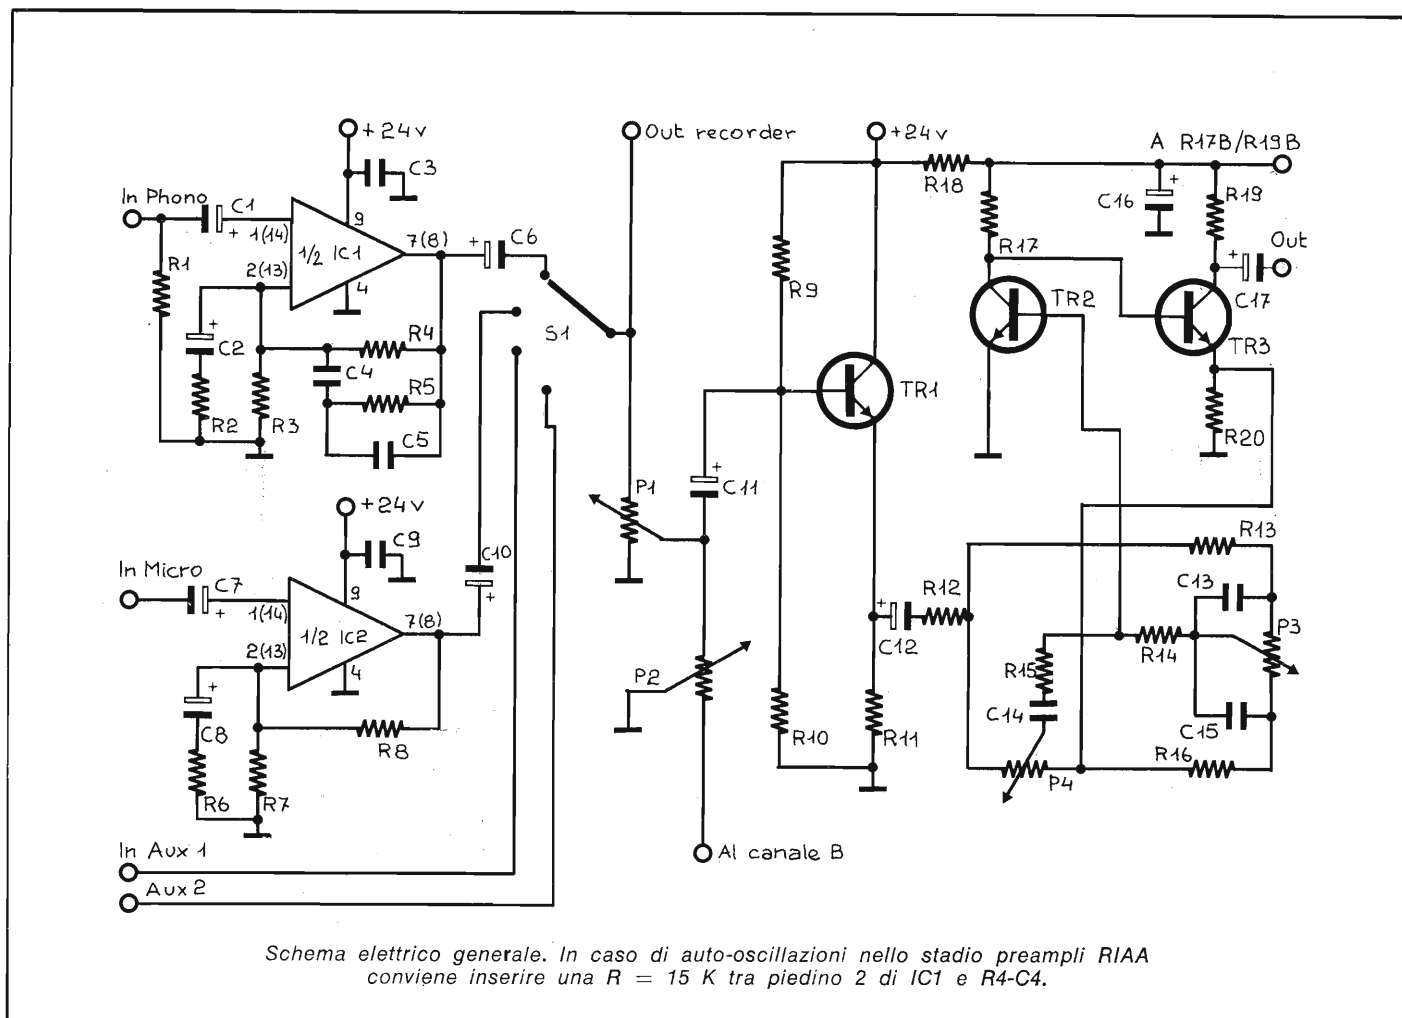 +24v
Out recorder
+24v
A R17B/R19B
C3
In Phono
C1
+
1(14)
9
1/2 IC1
7(8)
+
C6
R18
C16
+
R19
R1
2(13)
4
R17
Out
+
C17
+
C2
R4
S1
R9
TR2
TR3
C4
R5
TR1
R2
R3
C5
R20
P1
+
C11
+24v
C9
C10
+
R13
In Micro
C7
+
1(14)
9
1/2 IC2
7(8)
R12
C13
+
C12
P3
2(13)
4
P2
R15
R14
+
C8
R8
C14
C15
R10
R11
R16
R6
R7
P4
In Aux 1
Al canale B
Aux 2
Schema elettrico generale. In caso di auto-oscillazioni nello stadio preampli RIAA
conviene inserire una R = 15 K tra piedino 2 di IC1 e R4-C4.